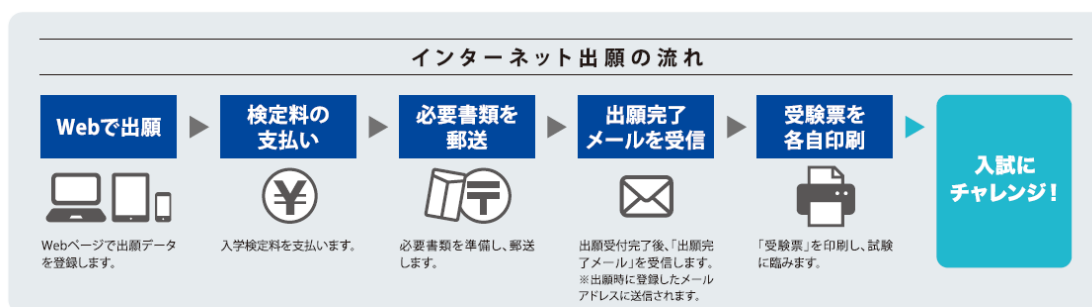 インターネット出願の流れ
Webで出願
検定料の
支払い
必要書類を
郵送
出願完了
メールを受信
受験票を
各自印刷
入試に
チャレンジ！
¥
〒
Webページで出願データ
を登録します。
入学検定料を支払います。
必要書類を準備し、郵送
します。
出願受付完了後、「出願完
了メール」を受信します。
※出願時に登録したメール
アドレスに送信されます。
「受験票」を印刷し、試験
に臨みます。